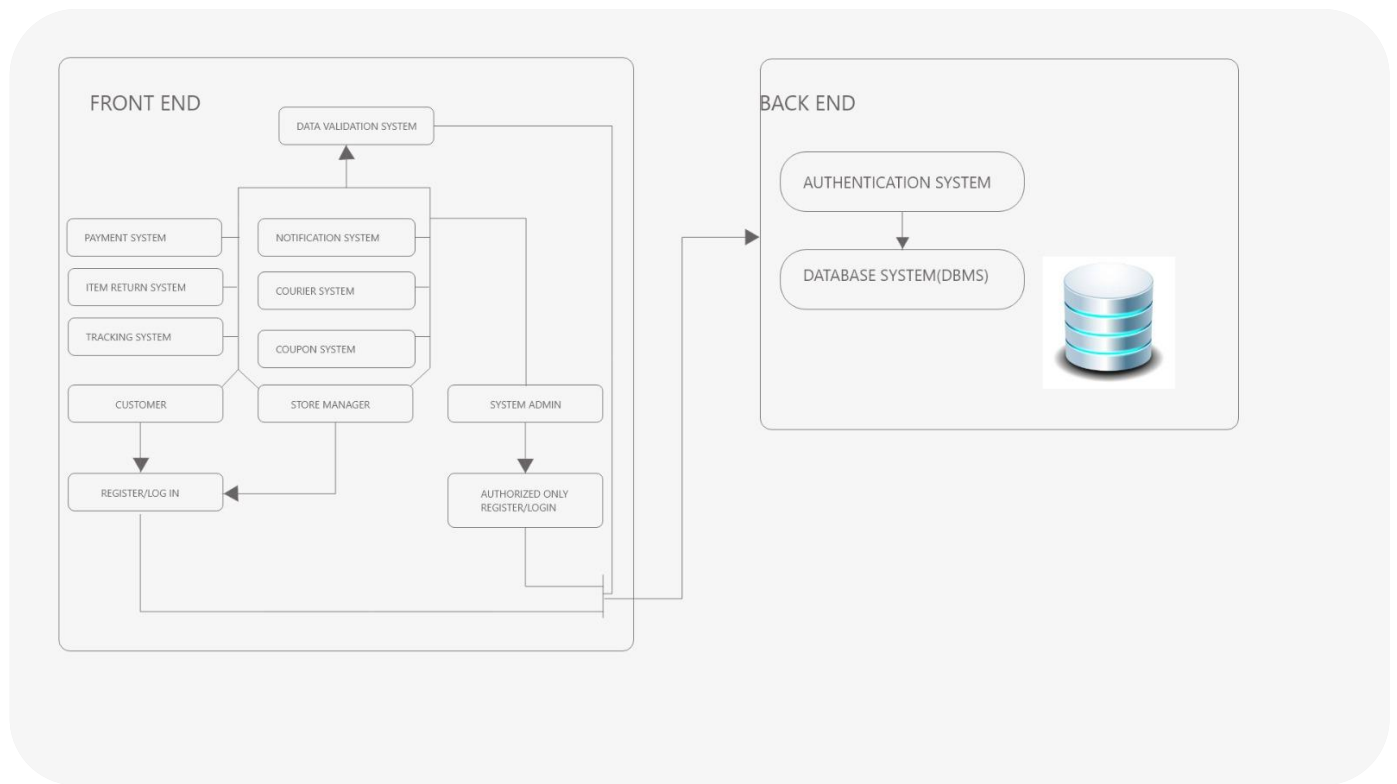 FRONT END
DATA VALIDATION SYSTEM
PAYMENT SYSTEM
NOTIFICATION SYSTEM
ITEM RETURN SYSTEM
COURIER SYSTEM
TRACKING SYSTEM
COUPON SYSTEM
CUSTOMER
STORE MANAGER
SYSTEM ADMIN
REGISTER/LOG IN
AUTHORIZED ONLY
REGISTER/LOGIN
BACK END
AUTHENTICATION SYSTEM
DATABASE SYSTEM(DBMS)